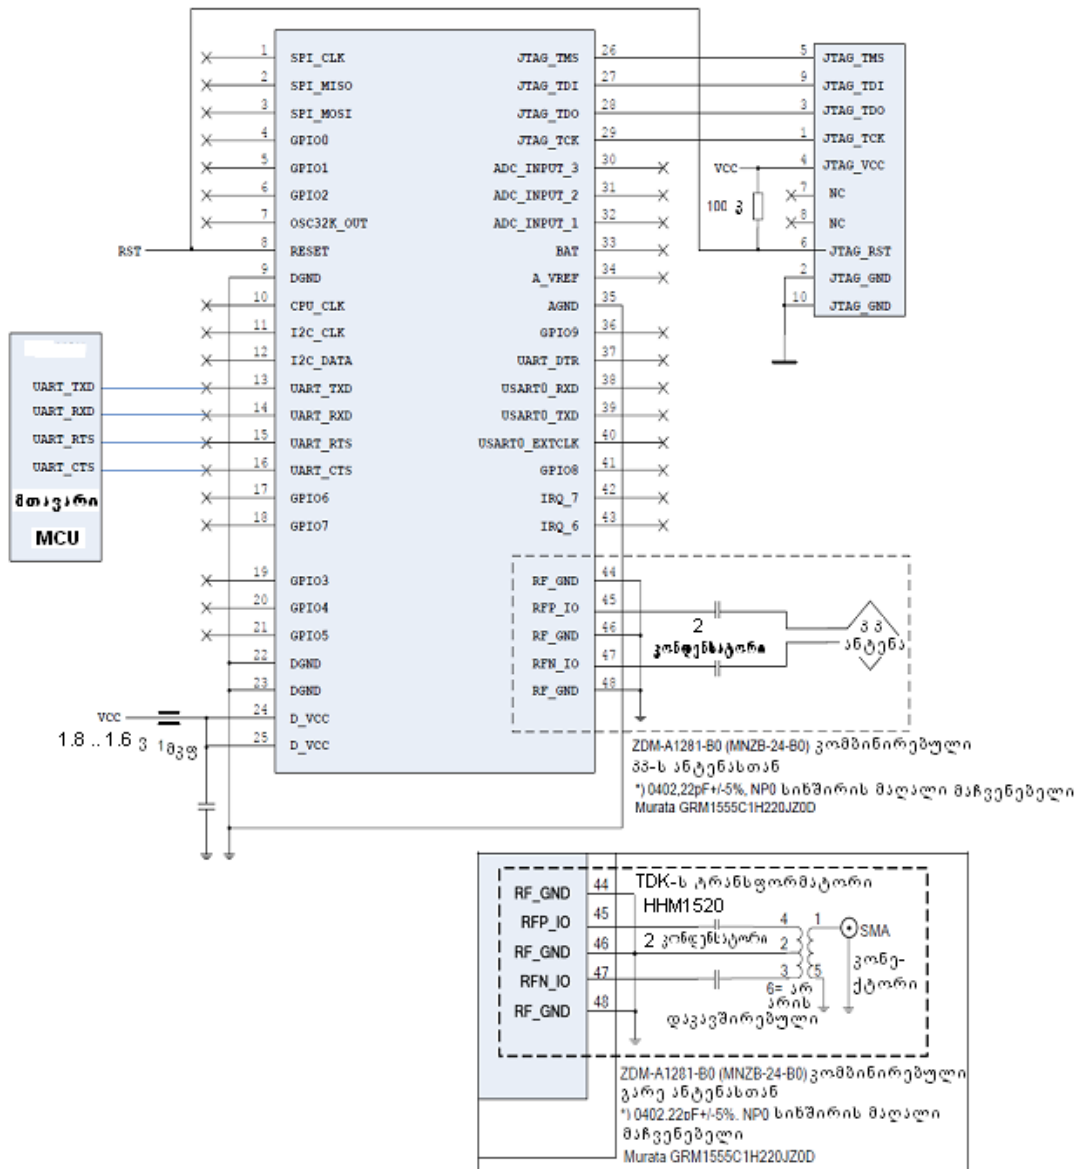 1 SPI_CLK JTAG_TMS 26 5 JTAG_TMS
2 SPI_MISO JTAG_TDI 27 9 JTAG_TDI
3 SPI_MOSI JTAG_TDO 28 3 JTAG_TDO
4 GPIO0 JTAG_TCK 29 1 JTAG_TCK
5 GPIO1 ADC_INPUT_3 30 VCC 4 JTAG_VCC
6 GPIO2 ADC_INPUT_2 31 7 NC
7 OSC32K_OUT ADC_INPUT_1 32 100 კ 8 NC
RST 8 RESET BAT 33 6 JTAG_RST
9 DGND A_VREF 34 2 JTAG_GND
10 CPU_CLK AGND 35 10 JTAG_GND
11 I2C_CLK GPIO9 36
12 I2C_DATA UART_DTR 37
UART_TXD 13 UART_TXD USART0_RXD 38
UART_RXD 14 UART_RXD USART0_TXD 39
UART_RTS 15 UART_RTS USART0_EXTCLK 40
UART_CTS 16 UART_CTS GPIO8 41
მთავარი
MCU
17 GPIO6 IRQ_7 42
18 GPIO7 IRQ_6 43
19 GPIO3 RF_GND 44
20 GPIO4 RFP_IO 45
21 GPIO5 RF_GND 46
2
კონდენსატორი
პპ
ანტენა
22 DGND RFN_IO 47
23 DGND RF_GND 48
VCC 24 D_VCC
1.8 .. 1.6 ვ 1მკფ 25 D_VCC
ZDM-A1281-B0 (MNZB-24-B0) კომბინირებული
პპ-ს ანტენასთან
*) 0402,22pF+/-5%, NP0 სიხშირის მაღალი მაჩვენებელი
Murata GRM1555C1H220JZ0D
RF_GND 44 TDK-ს ტრანსფორმატორი
HHM1520
RFP_IO 45 4 1 SMA
RF_GND 46 2 კონდენსატორი 2
კონე-
ქტორი
RFN_IO 47 3 5
6= არ
არის
RF_GND 48 დაკავშირებული
ZDM-A1281-B0 (MNZB-24-B0) კომბინირებული
გარე ანტენასთან
*) 0402.22pF+/-5%. NP0 სიხშირის მაღალი
მაჩვენებელი
Murata GRM1555C1H220JZ0D